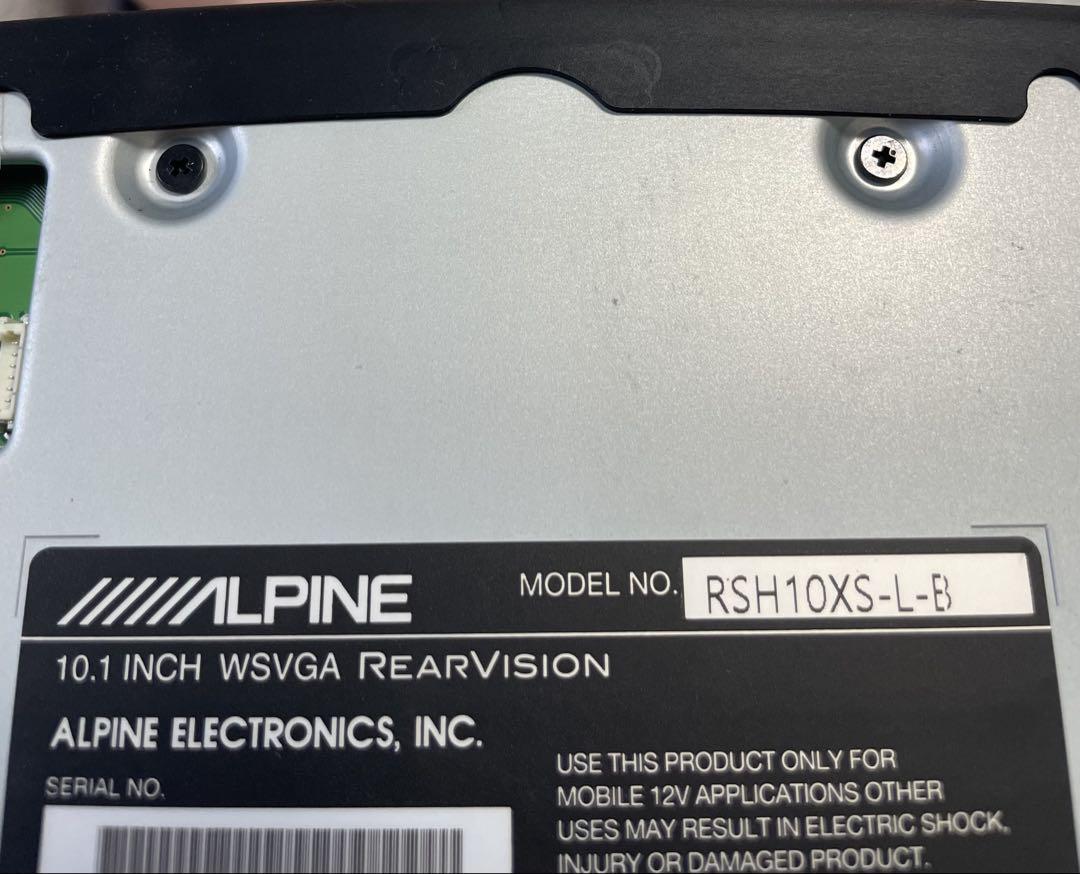 ALPINE MODEL NO. RSH10XS-L-B
10.1 INCH WSVGA REARVISION
ALPINE ELECTRONICS, INC.
SERIAL NO.
USE THIS PRODUCT ONLY FOR
MOBILE 12V APPLICATIONS OTHER
USES MAY RESULT IN ELECTRIC SHOCK,
INJURY OR DAMAGED PRODUCT.